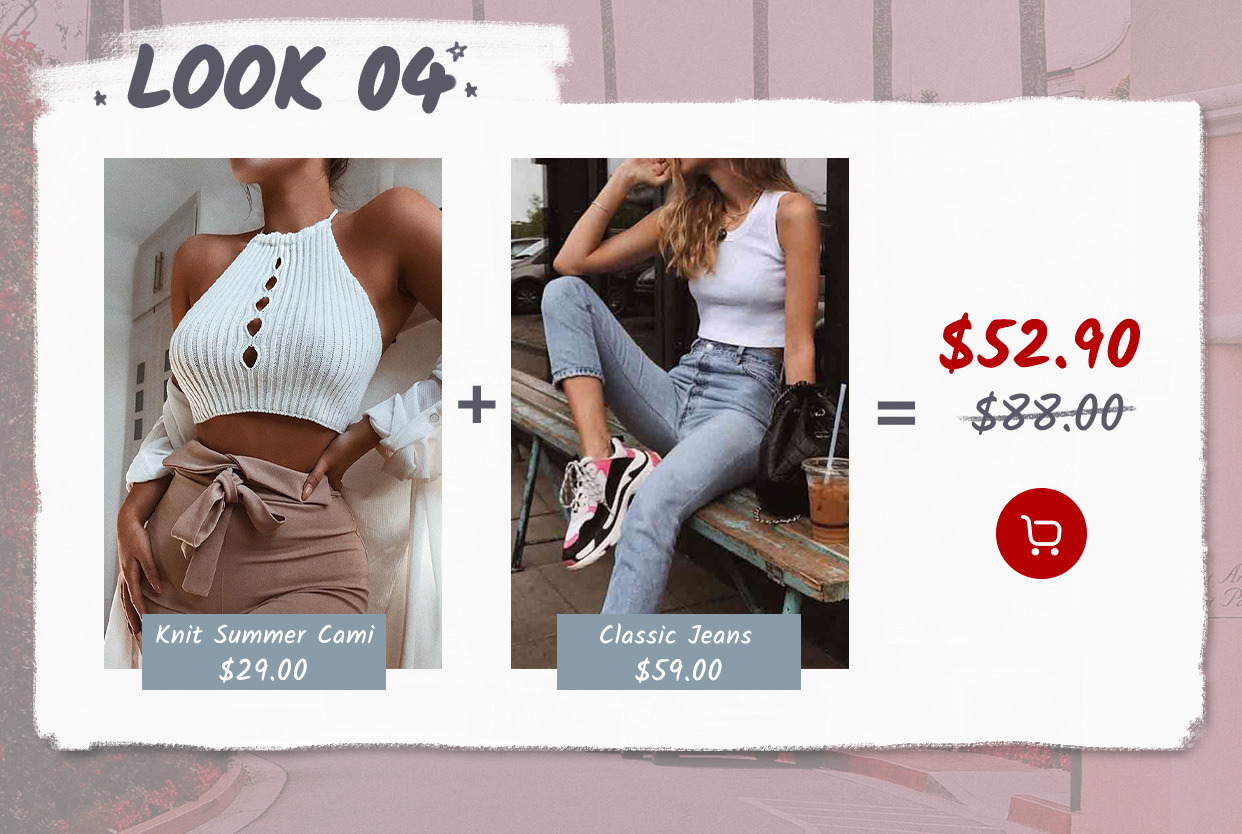 LOOK 04
Knit Summer Cami
$29.00
+
Classic Jeans
$59.00
=
$52.90
$88.00